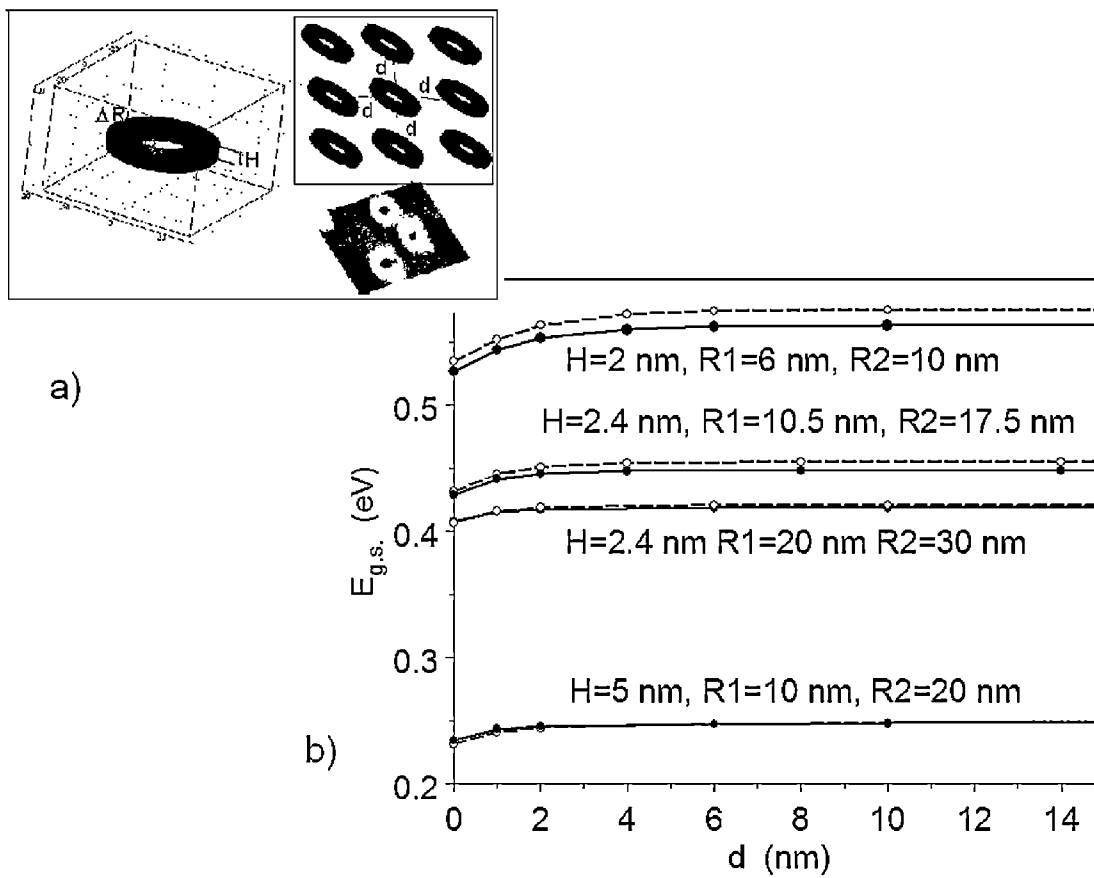 a)
ΔR
H
d
d
d
d
H=2 nm, R1=6 nm, R2=10 nm
H=2.4 nm, R1=10.5 nm, R2=17.5 nm
H=2.4 nm R1=20 nm R2=30 nm
H=5 nm, R1=10 nm, R2=20 nm
b)
E_g.s. (eV)
0.5
0.4
0.3
0.2
0 2 4 6 8 10 12 14
d (nm)